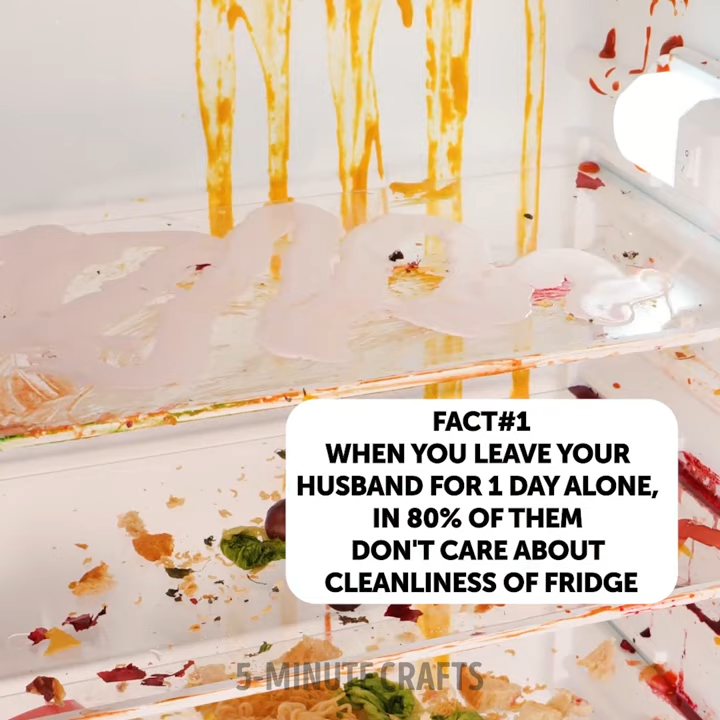 FACT#1
WHEN YOU LEAVE YOUR
HUSBAND FOR 1 DAY ALONE,
IN 80% OF THEM
DON'T CARE ABOUT
CLEANLINESS OF FRIDGE
5-MINUTE CRAFTS